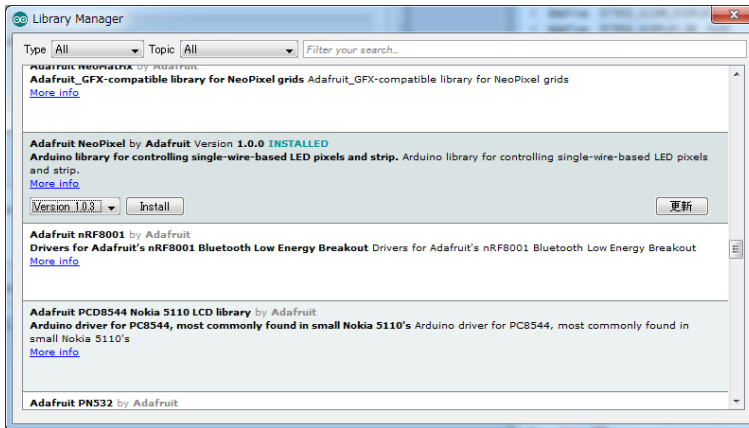 Library Manager
Type All Topic All Filter your search...
Adafruit NeoMatrix by Adafruit
Adafruit_GFX-compatible library for NeoPixel grids Adafruit_GFX-compatible library for NeoPixel grids
More info
Adafruit NeoPixel by Adafruit Version 1.0.0 INSTALLED
Arduino library for controlling single-wire-based LED pixels and strip. Arduino library for controlling single-wire-based LED pixels
and strip.
More info
Version 1.0.3 Install 更新
Adafruit nRF8001 by Adafruit
Drivers for Adafruit's nRF8001 Bluetooth Low Energy Breakout Drivers for Adafruit's nRF8001 Bluetooth Low Energy Breakout
More info
Adafruit PCD8544 Nokia 5110 LCD library by Adafruit
Arduino driver for PC8544, most commonly found in small Nokia 5110's Arduino driver for PC8544, most commonly found in
small Nokia 5110's
More info
Adafruit PN532 by Adafruit